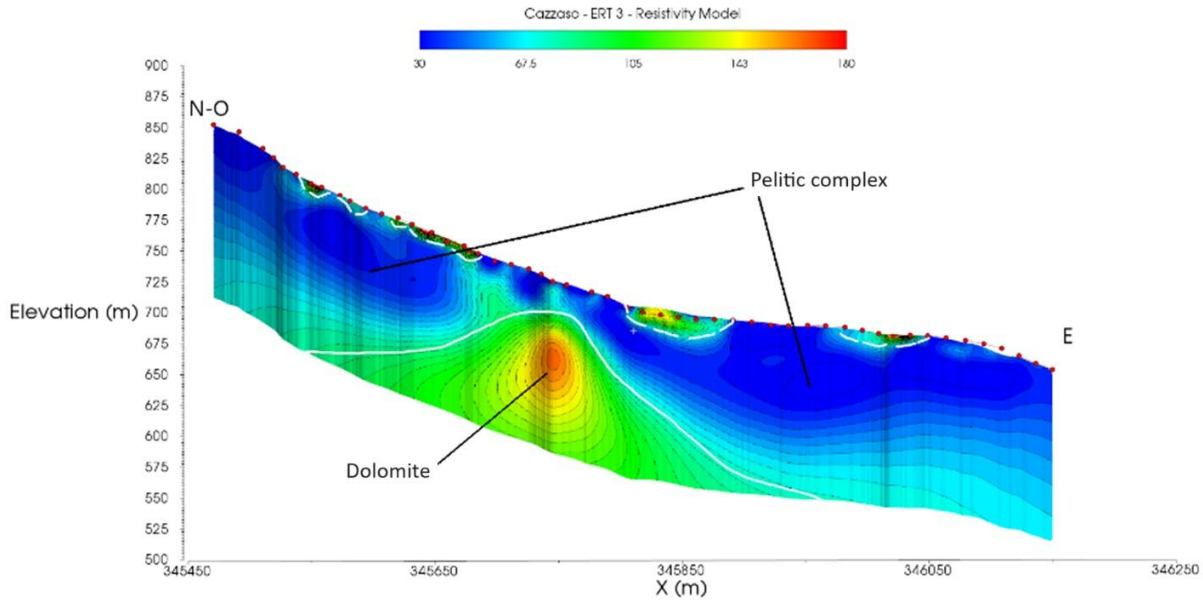 Cazzaso - ERT 3 - Resistivity Model
30 67.5 105 143 180
900
875
N-O
850
825
800
Pelitic complex
775
750
725
Elevation (m)
700
E
675
650
625
600
Dolomite
575
550
525
500
345450 345650 345850 346050 346250
X (m)